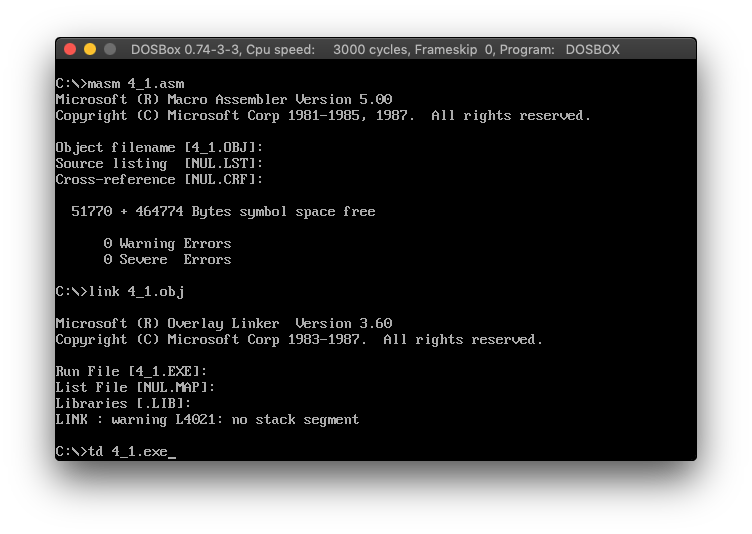 DOSBox 0.74-3-3, Cpu speed:    3000 cycles, Frameskip  0, Program:   DOSBOX
C:\>masm 4_1.asm
Microsoft (R) Macro Assembler Version 5.00
Copyright (C) Microsoft Corp 1981-1985, 1987.  All rights reserved.
Object filename [4_1.OBJ]:
Source listing  [NUL.LST]:
Cross-reference [NUL.CRF]:
  51770 + 464774 Bytes symbol space free
      0 Warning Errors
      0 Severe  Errors
C:\>link 4_1.obj
Microsoft (R) Overlay Linker  Version 3.60
Copyright (C) Microsoft Corp 1983-1987.  All rights reserved.
Run File [4_1.EXE]:
List File [NUL.MAP]:
Libraries [.LIB]:
LINK : warning L4021: no stack segment
C:\>td 4_1.exe_